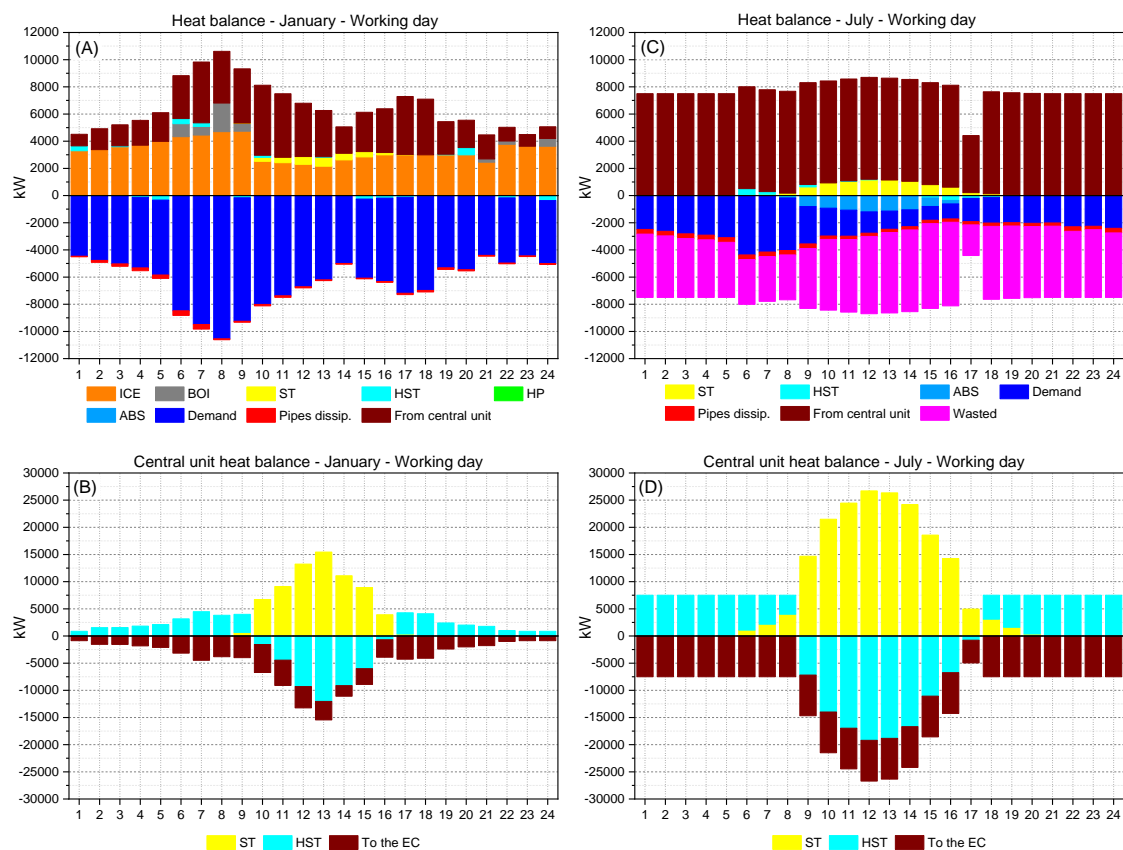 Heat balance - January - Working day
(A)
12000
10000
8000
6000
4000
2000
0
-2000
-4000
-6000
-8000
-10000
-12000
kW
1 2 3 4 5 6 7 8 9 10 11 12 13 14 15 16 17 18 19 20 21 22 23 24
ICE BOI ST HST HP
ABS Demand Pipes dissip. From central unit
Heat balance - July - Working day
(C)
12000
10000
8000
6000
4000
2000
0
-2000
-4000
-6000
-8000
-10000
-12000
kW
1 2 3 4 5 6 7 8 9 10 11 12 13 14 15 16 17 18 19 20 21 22 23 24
ST HST ABS Demand
Pipes dissip. From central unit Wasted
Central unit heat balance - January - Working day
(B)
30000
25000
20000
15000
10000
5000
0
-5000
-10000
-15000
-20000
-25000
-30000
kW
1 2 3 4 5 6 7 8 9 10 11 12 13 14 15 16 17 18 19 20 21 22 23 24
ST HST To the EC
Central unit heat balance - July - Working day
(D)
30000
25000
20000
15000
10000
5000
0
-5000
-10000
-15000
-20000
-25000
-30000
kW
1 2 3 4 5 6 7 8 9 10 11 12 13 14 15 16 17 18 19 20 21 22 23 24
ST HST To the EC